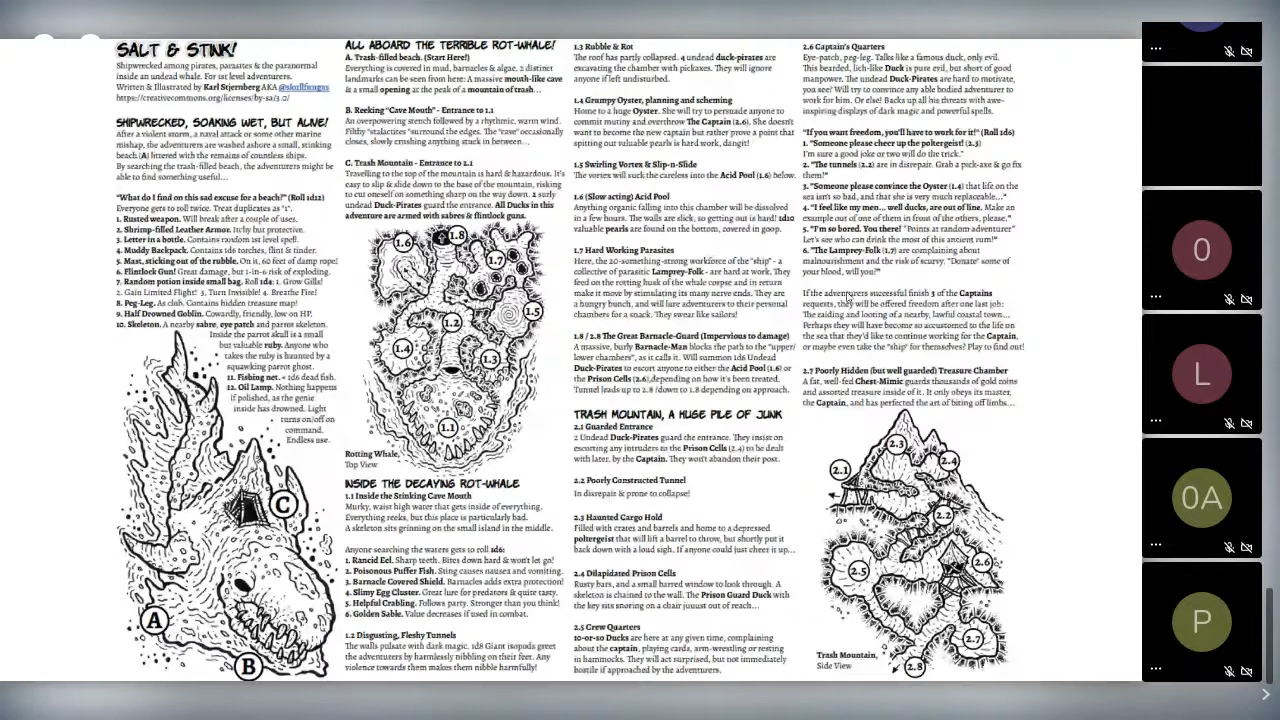 SALT & STINK!
Shipwrecked among pirates, parasites & the paranormal
inside an undead whale. For 1st level adventurers.
Written & Illustrated by Karl Stjernberg AKA @skullfungus
https://creativecommons.org/licenses/by-sa/3.0/
SHIPWRECKED, SOAKING WET, BUT ALIVE!
After a violent storm, a naval attack or some other marine
mishap, the adventurers are washed ashore a small, stinking
beach (A) littered with the remains of countless ships.
By searching the trash-filled beach, the adventurers might be
able to find something useful...
"What do I find on this sad excuse for a beach?" (Roll 1d12)
Everyone gets to roll twice. Treat duplicates as "1".
1. Rusted weapon. Will break after a couple of uses.
2. Shrimp-filled Leather Armor. Itchy but protective.
3. Letter in a bottle. Contains random 1st level spell.
4. Muddy Backpack. Contains 1d6 torches, flint & tinder.
5. Mast, sticking out of the rubble. On it, 60 feet of damp rope!
6. Flintlock Gun! Great damage, but 1-in-6 risk of exploding.
7. Random potion inside small bag. Roll 1d4: 1. Grow Gills!
2. Gain Limited Flight! 3, Turn Invisible! 4. Breathe Fire!
8. Peg-Leg. As club. Contains hidden treasure map!
9. Half Drowned Goblin. Cowardly, friendly, low on HP.
10. Skeleton. A nearby sabre, eye patch and parrot skeleton.
Inside the parrot skull is a small
but valuable ruby. Anyone who
takes the ruby is haunted by a
squawking parrot ghost.
11. Fishing net. + 1d6 dead fish.
12. Oil Lamp. Nothing happens
if polished, as the genie
inside has drowned. Light
turns on/off on
command.
Endless use.
C
A
B
ALL ABOARD THE TERRIBLE ROT-WHALE!
A. Trash-filled beach. (Start Here!)
Everything is covered in mud, barnacles & algae, 2 distinct
landmarks can be seen from here: A massive mouth-like cave
& a small opening at the peak of a mountain of trash...
B. Reeking "Cave Mouth" - Entrance to 1.1
An overpowering stench followed by a rhythmic, warm wind.
Filthy "stalactites "surround the edges. The "cave" occasionally
closes, slowly crushing anything stuck in between...
C. Trash Mountain - Entrance to 2.1
Travelling to the top of the mountain is hard & hazardous. It's
easy to slip & slide down to the base of the mountain, risking
to cut oneself on something sharp on the way down. 2 surly
undead Duck-Pirates guard the entrance. All Ducks in this
adventure are armed with sabres & flintlock guns.
1.6
1.8
1.7
1.5
1.2
1.4
1.3
1.1
Rotting Whale,
Top View
INSIDE THE DECAYING ROT-WHALE
1.1 Inside the Stinking Cave Mouth
Murky, waist high water that gets inside of everything.
Everything reeks, but this place is particularly bad.
A skeleton sits grinning on the small island in the middle.
Anyone searching the waters gets to roll 1d6:
1. Rancid Eel. Sharp teeth. Bites down hard & won't let go!
2. Poisonous Puffer Fish. Sting causes nausea and vomiting.
3. Barnacle Covered Shield. Barnacles adds extra protection!
4. Slimy Egg Cluster. Great lure for predators & quite tasty.
5. Helpful Crabling. Follows party. Stronger than you think!
6. Golden Sable. Value decreases if used in combat.
1.2 Disgusting, Fleshy Tunnels
The walls pulsate with dark magic. 1d8 Giant isopods greet
the adventurers by harmlessly nibbling on their feet. Any
violence towards them makes them nibble harmfully!
1.3 Rubble & Rot
The roof has partly collapsed. 4 undead duck-pirates are
excavating the chamber with pickaxes. They will ignore
anyone if left undisturbed.
1.4 Grumpy Oyster, planning and scheming
Home to a huge Oyster. She will try to persuade anyone to
commit mutiny and overthrow The Captain (2.6). She doesn't
want to become the new captain but rather prove a point that
spitting out valuable pearls is hard work, dangit!
1.5 Swirling Vortex & Slip-n-Slide
The vortex will suck the careless into the Acid Pool (1.6) below.
1.6 (Slow acting) Acid Pool
Anything organic falling into this chamber will be dissolved
in a few hours. The walls are slick, so getting out is hard! 1d10
valuable pearls are found on the bottom, covered in goop.
1.7 Hard Working Parasites
Here, the 20-something-strong workforce of the "ship" - a
collective of parasitic Lamprey-Folk - are hard at work. They
feed on the rotting husk of the whale corpse and in return
make it move by stimulating its many nerve ends. They are
a hungry bunch, and will lure adventurers to their personal
chambers for a snack. They swear like sailors!
1.8 / 2.8 The Great Barnacle-Guard (Impervious to damage)
A massive, burly Barnacle-Man blocks the path to the "upper/
lower chambers", as it calls it. Will summon 1d6 Undead
Duck-Pirates to escort anyone to either the Acid Pool (1.6) or
the Prison Cells (2.6),depending on how it's been treated.
Tunnel leads up to 2.8 /down to 1.8 depending on approach.
TRASH MOUNTAIN, A HUGE PILE OF JUNK
2.1 Guarded Entrance
2 Undead Duck-Pirates guard the entrance. They insist on
escorting any intruders to the Prison Cells (2.4) to be dealt
with later, by the Captain. They won't abandon their post.
2.2 Poorly Constructed Tunnel
In disrepair & prone to collapse!
2.3 Haunted Cargo Hold
Filled with crates and barrels and home to a depressed
poltergeist that will lift a barrel to throw, but shortly put it
back down with a loud sigh. If anyone could just cheer it up...
2.4 Dilapidated Prison Cells
Rusty bars, and a small barred window to look through. A
skeleton is chained to the wall. The Prison Guard Duck with
the key sits snoring on a chair juuust out of reach...
2.5 Crew Quarters
10-or-so Ducks are here at any given time, complaining
about the captain, playing cards, arm-wrestling or resting
in hammocks. They will act surprised, but not immediately
hostile if approached by the adventurers.
2.6 Captain's Quarters
Eye-patch, peg-leg. Talks like a famous duck, only evil.
This bearded, lich-like Duck is pure evil, but short of good
manpower. The undead Duck-Pirates are hard to motivate,
you see? Will try to convince any able bodied adventurer to
work for him. Or else! Backs up all his threats with awe-
inspiring displays of dark magic and powerful spells.
"If you want freedom, you'll have to work for it!" (Roll 1d6)
1. "Someone please cheer up the poltergeist! (2.3)
I'm sure a good joke or two will do the trick."
2. "The tunnels (2.2) are in disrepair. Grab a pick-axe & go fix
them!"
3. "Someone please convince the Oyster (1.4) that life on the
sea isn't so bad, and that she is very much replaceable..."
4. "I feel like my men... well ducks, are out of line. Make an
example out of one of them in front of the others, please."
5. "I'm so bored. You there! "Points at random adventurer"
Let's see who can drink the most of this ancient rum!"
6. "The Lamprey-Folk (1.7) are complaining about
malnourishment and the risk of scurvy. "Donate" some of
your blood, will you?"
If the adventurers successful finish 3 of the Captains
requests, they will be offered freedom after one last job:
The raiding and looting of a nearby, lawful coastal town...
Perhaps they will have become so accustomed to the life on
the sea that they'd like to continue working for the Captain,
or maybe even take the "ship" for themselves? Play to find out!
2.7 Poorly Hidden (but well guarded) Treasure Chamber
A fat, well-fed Chest-Mimic guards thousands of gold coins
and assorted treasure inside of it. It only obeys its master,
the Captain, and has perfected the art of biting off limbs...
2.3
2.1
2.4
2.2
2.5
2.6
2.7
2.8
Trash Mountain,
Side View
0
L
0A
P